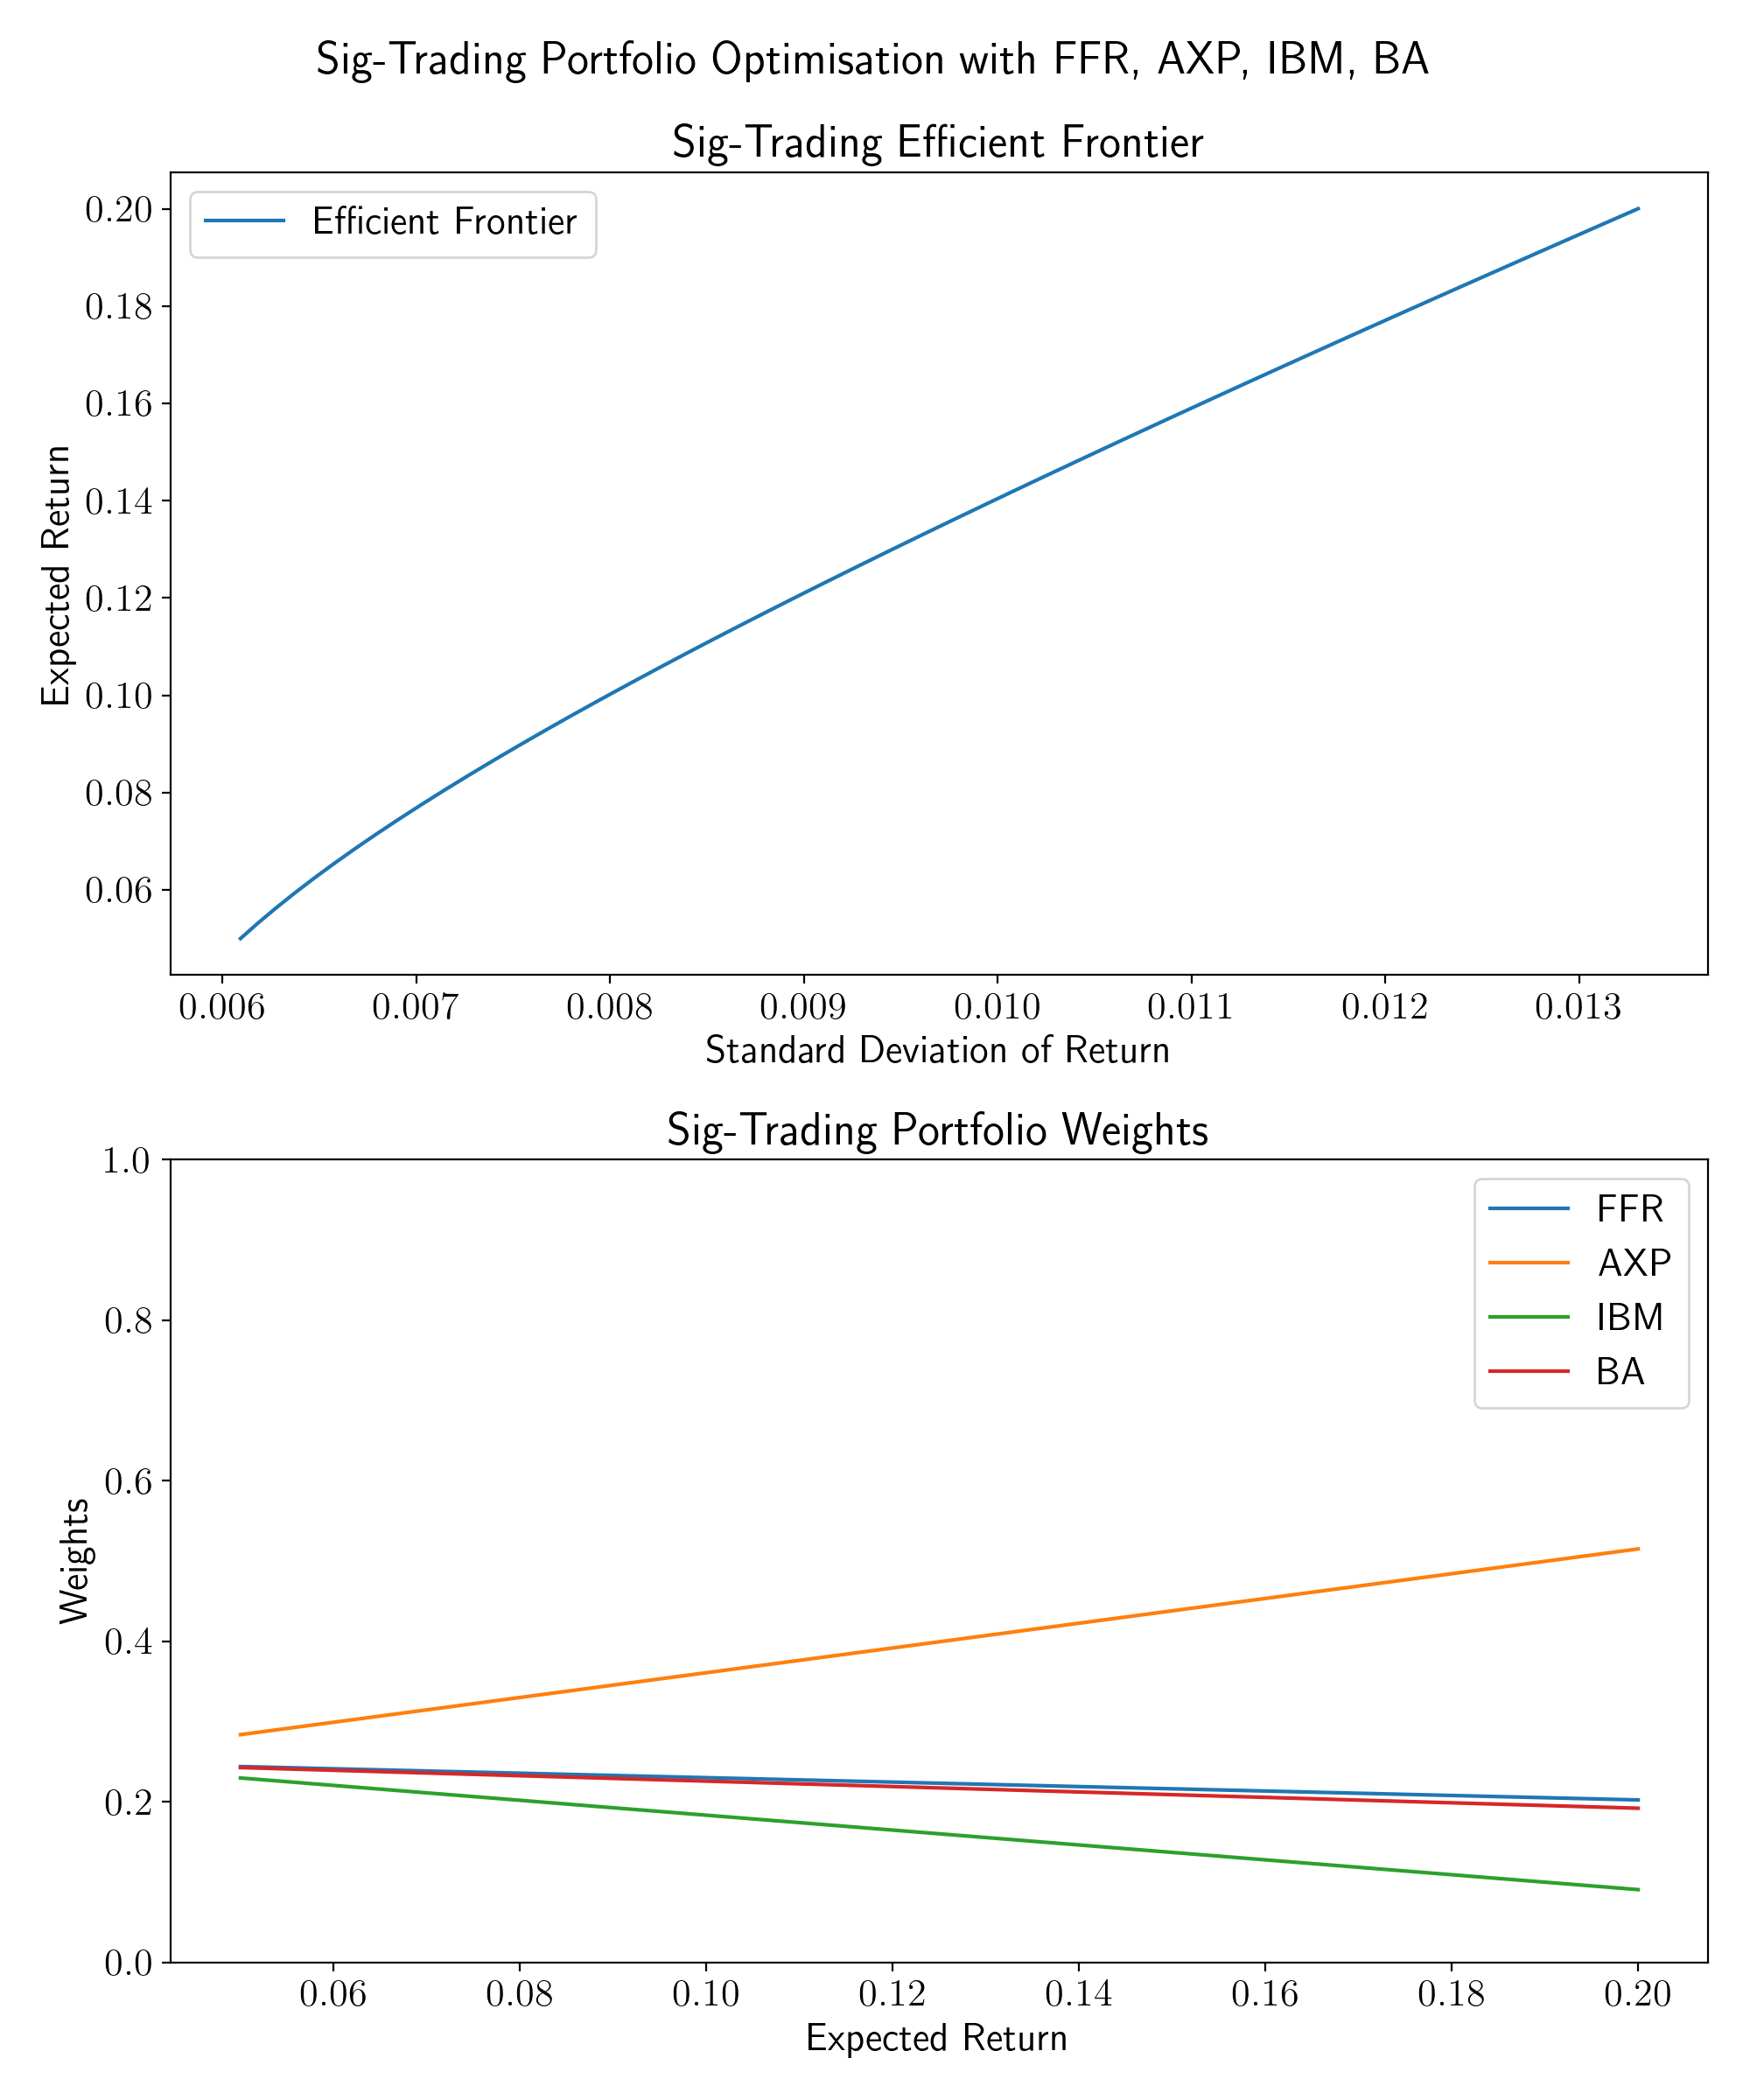 Sig-Trading Portfolio Optimisation with FFR, AXP, IBM, BA
Sig-Trading Efficient Frontier
Efficient Frontier
Expected Return
0.20
0.18
0.16
0.14
0.12
0.10
0.08
0.06
0.006 0.007 0.008 0.009 0.010 0.011 0.012 0.013
Standard Deviation of Return
Sig-Trading Portfolio Weights
FFR
AXP
IBM
BA
Weights
1.0
0.8
0.6
0.4
0.2
0.0
0.06 0.08 0.10 0.12 0.14 0.16 0.18 0.20
Expected Return